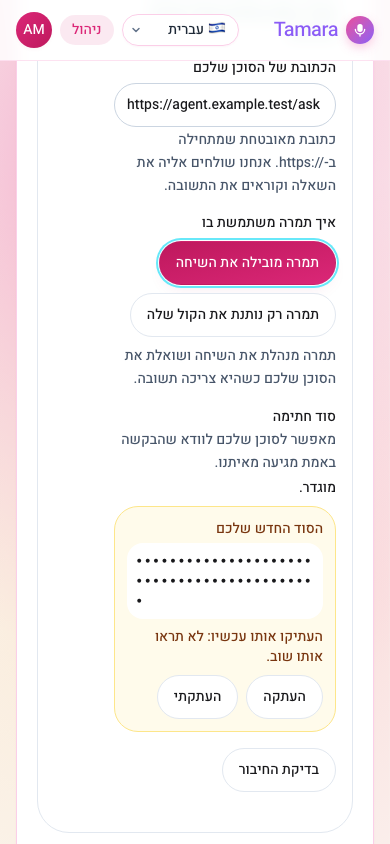 Tamara
עברית
ניהול
AM
הכתובת של הסוכן שלכם
https://agent.example.test/ask
כתובת מאובטחת שמתחילה
ב-https://. אנחנו שולחים אליה את
השאלה וקוראים את התשובה.
איך תמרה משתמשת בו
תמרה מובילה את השיחה
תמרה רק נותנת את הקול שלה
תמרה מנהלת את השיחה ושואלת את
הסוכן שלכם כשהיא צריכה תשובה.
סוד חתימה
מאפשר לסוכן שלכם לוודא שהבקשה
באמת מגיעה מאיתנו.
מוגדר.
הסוד החדש שלכם
•••••••••••••••••••••
•••••••••••••••••••••
•
העתיקו אותו עכשיו: לא תראו
אותו שוב.
העתקה
העתקתי
בדיקת החיבור